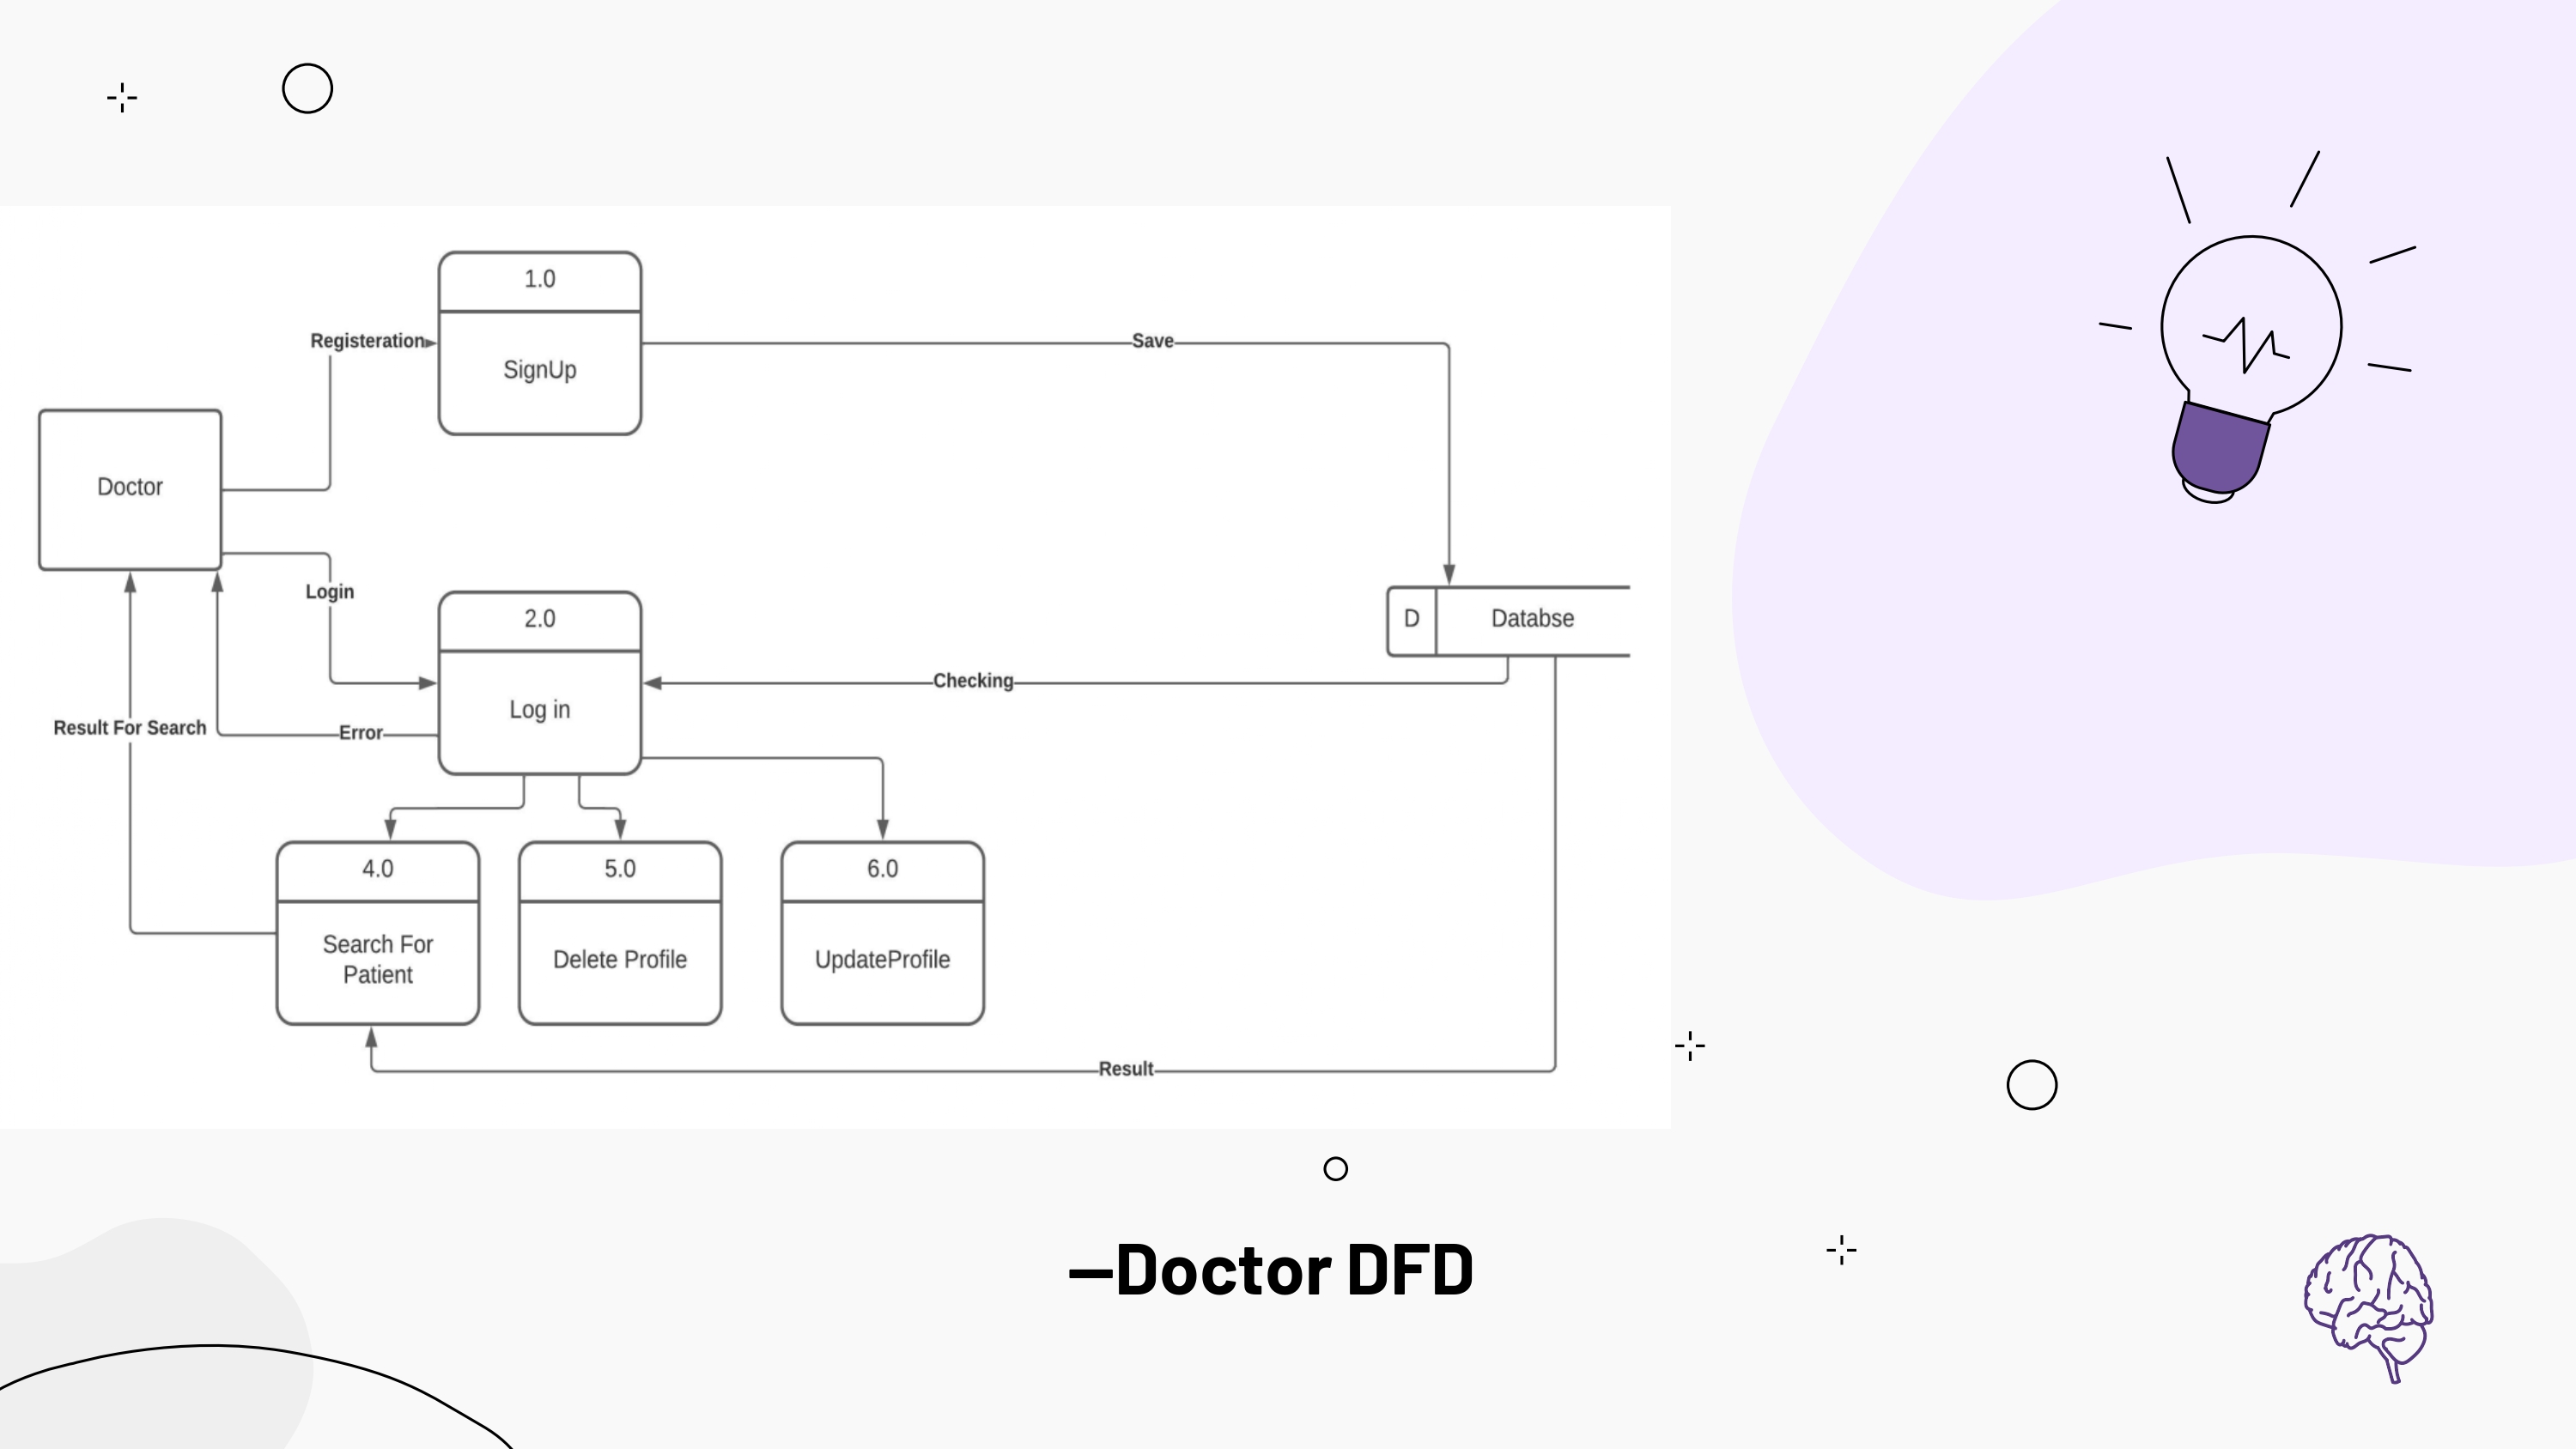 1.0
Registeration
Save
SignUp
Doctor
Login
2.0
D
Databse
Checking
Log in
Result For Search
Error
4.0
5.0
6.0
Search For
Patient
Delete Profile
UpdateProfile
Result
–Doctor DFD